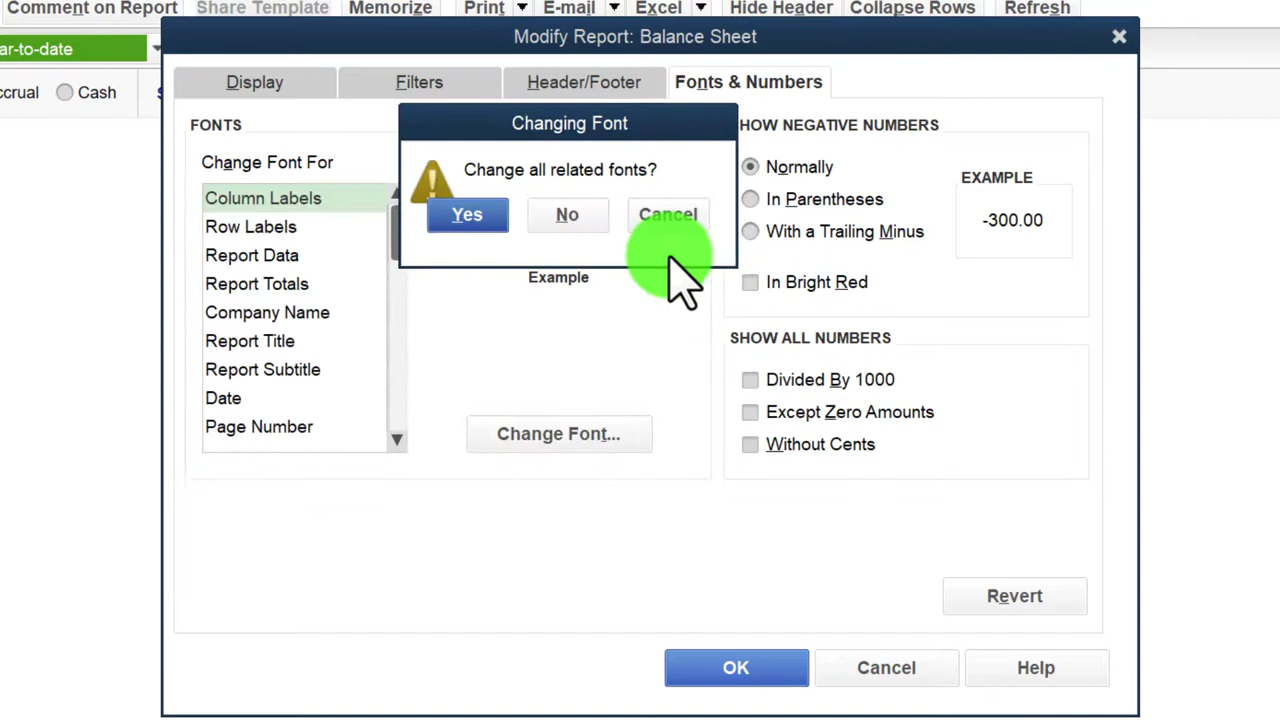 Comment on Report Share Template Memorize Print E-mail Excel Hide Header Collapse Rows Refresh
ar-to-date
ccrual Cash
Modify Report: Balance Sheet
Display Filters Header/Footer Fonts & Numbers
FONTS
Change Font For
Column Labels
Row Labels
Report Data
Report Totals
Company Name
Report Title
Report Subtitle
Date
Page Number
Changing Font
Change all related fonts?
Yes No Cancel
Example
Change Font...
HOW NEGATIVE NUMBERS
Normally
In Parentheses
With a Trailing Minus
In Bright Red
EXAMPLE
-300.00
SHOW ALL NUMBERS
Divided By 1000
Except Zero Amounts
Without Cents
Revert
OK Cancel Help